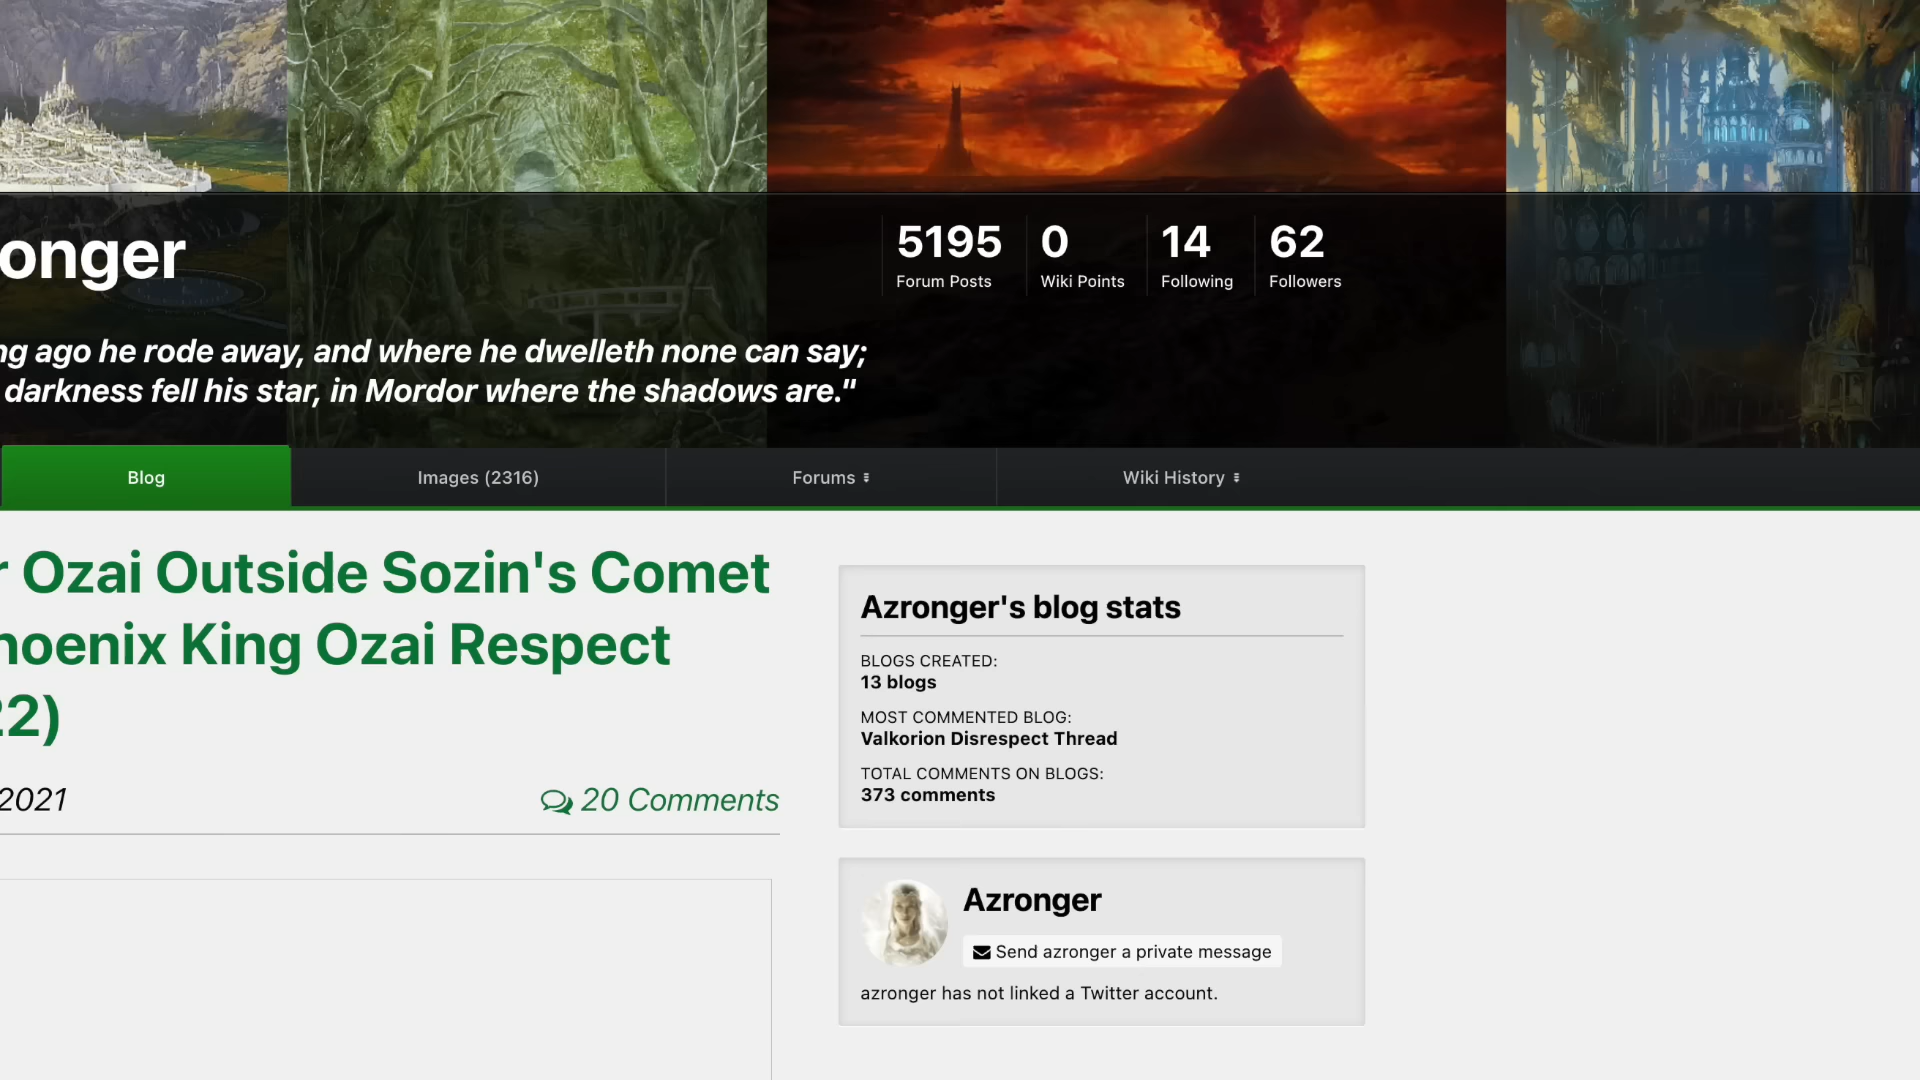 onger
5195
Forum Posts
0
Wiki Points
14
Following
62
Followers
ng ago he rode away, and where he dwelleth none can say;
darkness fell his star, in Mordor where the shadows are."
Blog
Images (2316)
Forums
Wiki History
r Ozai Outside Sozin's Comet
hoenix King Ozai Respect
22)
2021
20 Comments
Azronger's blog stats
BLOGS CREATED:
13 blogs
MOST COMMENTED BLOG:
Valkorion Disrespect Thread
TOTAL COMMENTS ON BLOGS:
373 comments
Azronger
Send azronger a private message
azronger has not linked a Twitter account.